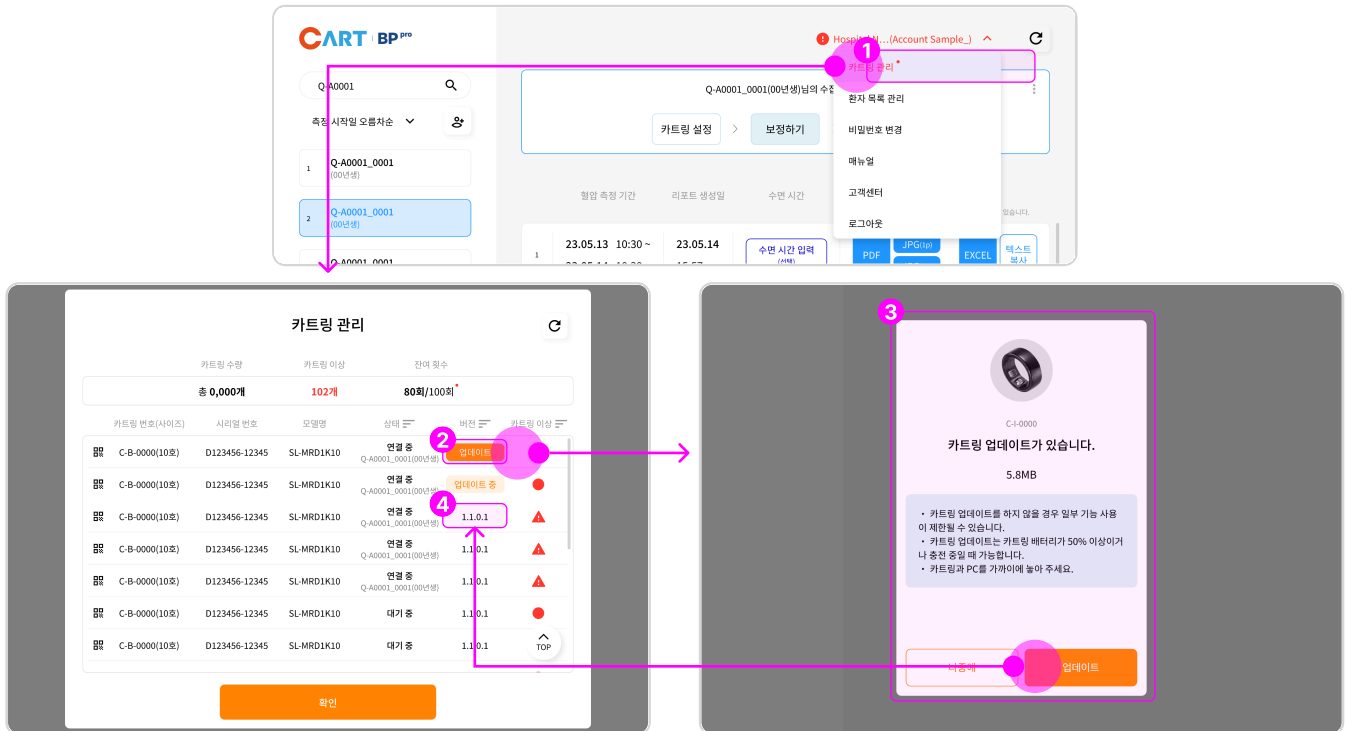 CART BP pro
Hospital N...(Account Sample_)
1
카트링 관리
환자 목록 관리
비밀번호 변경
매뉴얼
고객센터
로그아웃
Q-A0001
측정 시작일 오름차순
1 Q-A0001_0001
(00년생)
2 Q-A0001_0001
(00년생)
Q-A0001_0001
Q-A0001_0001(00년생)님의 수집
카트링 설정 > 보정하기
혈압 측정 기간 리포트 생성일 수면 시간
있습니다.
1 23.05.13 10:30 ~ 23.05.14 수면 시간 입력 (선택) PDF JPG(1p) EXCEL 텍스트 복사
카트링 관리
카트링 수량 카트링 이상 잔여 횟수
총 0,000개 102개 80회/100회
카트링 번호(사이즈) 시리얼 번호 모델명 상태 버전 카트링 이상
2
C-B-0000(10호) D123456-12345 SL-MRD1K10 연결 중 업데이트
Q-A0001_0001(00년생)
C-B-0000(10호) D123456-12345 SL-MRD1K10 연결 중 업데이트 중
Q-A0001_0001(00년생)
4
C-B-0000(10호) D123456-12345 SL-MRD1K10 연결 중 1.1.0.1
Q-A0001_0001(00년생)
C-B-0000(10호) D123456-12345 SL-MRD1K10 연결 중 1.1.0.1
Q-A0001_0001(00년생)
C-B-0000(10호) D123456-12345 SL-MRD1K10 연결 중 1.1.0.1
Q-A0001_0001(00년생)
C-B-0000(10호) D123456-12345 SL-MRD1K10 대기 중 1.1.0.1
C-B-0000(10호) D123456-12345 SL-MRD1K10 대기 중 1.1.0.1
TOP
확인
3
C-I-0000
카트링 업데이트가 있습니다.
5.8MB
• 카트링 업데이트를 하지 않을 경우 일부 기능 사용
이 제한될 수 있습니다.
• 카트링 업데이트는 카트링 배터리가 50% 이상이거
나 충전 중일 때 가능합니다.
• 카트링과 PC를 가까이에 놓아 주세요.
나중에 업데이트